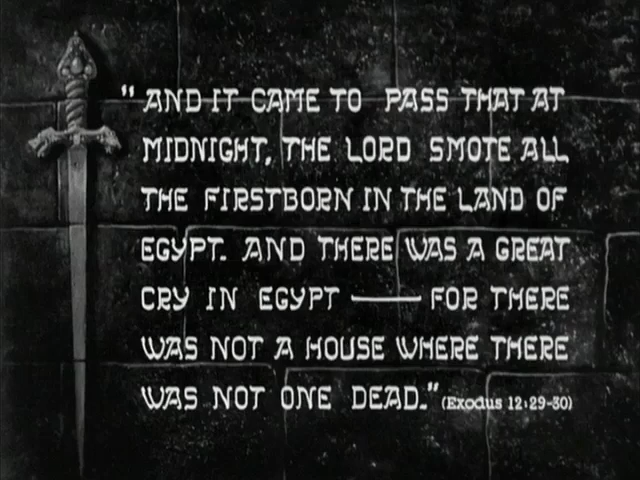 "AND IT CAME TO PASS THAT AT
MIDNIGHT, THE LORD SMOTE ALL
THE FIRSTBORN IN THE LAND OF
EGYPT. AND THERE WAS A GREAT
CRY IN EGYPT — FOR THERE
WAS NOT A HOUSE WHERE THERE
WAS NOT ONE DEAD." (Exodus 12:29-30)